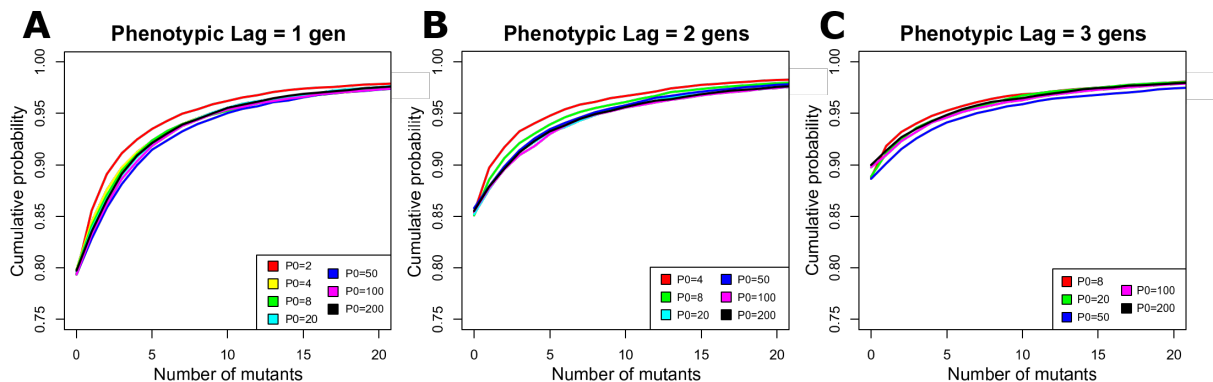 A
Phenotypic Lag = 1 gen
Cumulative probability
1.00
0.95
0.90
0.85
0.80
0.75
0 5 10 15 20
Number of mutants
P0=2
P0=4
P0=8
P0=20
P0=50
P0=100
P0=200
B
Phenotypic Lag = 2 gens
Cumulative probability
1.00
0.95
0.90
0.85
0.80
0.75
0 5 10 15 20
Number of mutants
P0=4
P0=8
P0=20
P0=50
P0=100
P0=200
C
Phenotypic Lag = 3 gens
Cumulative probability
1.00
0.95
0.90
0.85
0.80
0.75
0 5 10 15 20
Number of mutants
P0=8
P0=20
P0=50
P0=100
P0=200